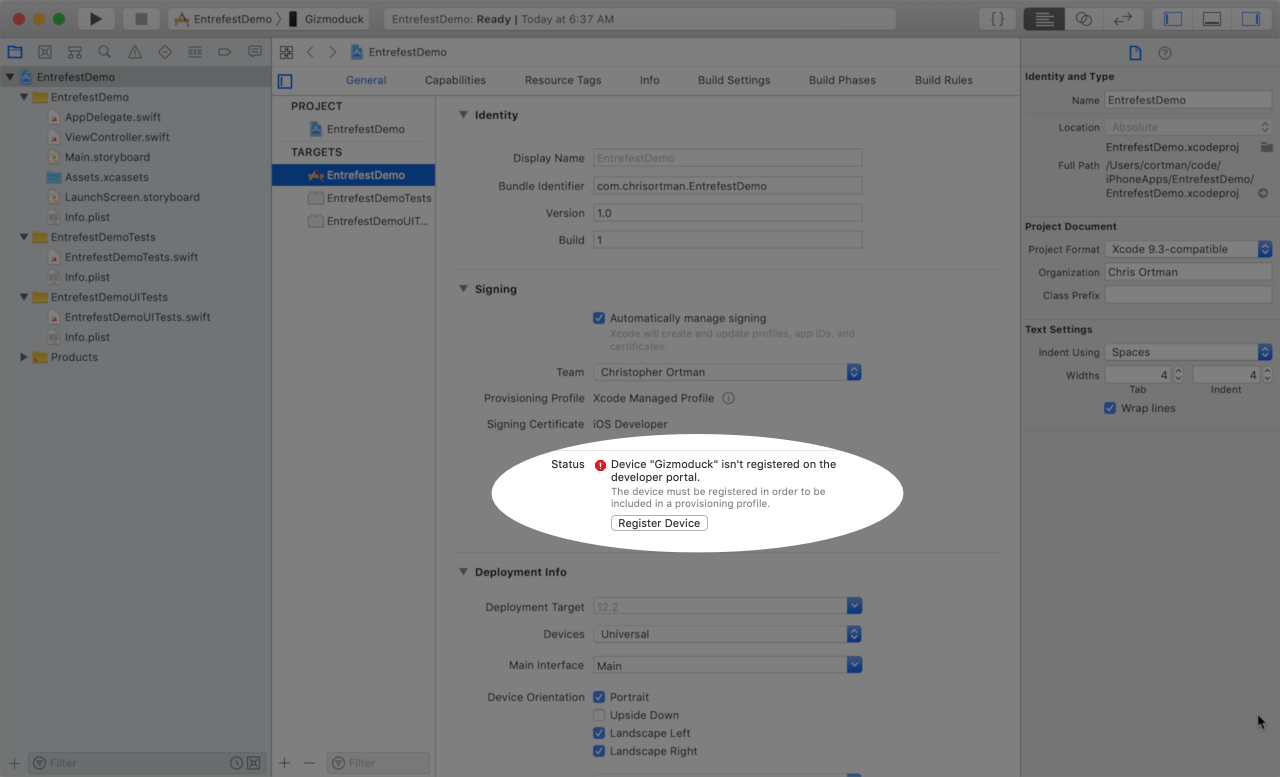 EntrefestDemo 〉 Gizmoduck
EntrefestDemo: Ready | Today at 6:37 AM
{ }
EntrefestDemo
EntrefestDemo
AppDelegate.swift
ViewController.swift
Main.storyboard
Assets.xcassets
LaunchScreen.storyboard
Info.plist
EntrefestDemoTests
EntrefestDemoTests.swift
Info.plist
EntrefestDemoUITests
EntrefestDemoUITests.swift
Info.plist
Products
Filter
EntrefestDemo
General Capabilities Resource Tags Info Build Settings Build Phases Build Rules
PROJECT
EntrefestDemo
TARGETS
EntrefestDemo
EntrefestDemoTests
EntrefestDemoUIT...
Filter
Identity
Display Name EntrefestDemo
Bundle Identifier com.chrisortman.EntrefestDemo
Version 1.0
Build 1
Signing
Automatically manage signing
Xcode will create and update profiles, app IDs, and
certificates.
Team Christopher Ortman
Provisioning Profile Xcode Managed Profile
Signing Certificate iOS Developer
Status Device "Gizmoduck" isn't registered on the
developer portal.
The device must be registered in order to be
included in a provisioning profile.
Register Device
Deployment Info
Deployment Target 12.2
Devices Universal
Main Interface Main
Device Orientation Portrait
Upside Down
Landscape Left
Landscape Right
Identity and Type
Name EntrefestDemo
Location Absolute
EntrefestDemo.xcodeproj
Full Path /Users/cortman/code/
iPhoneApps/EntrefestDemo/
EntrefestDemo.xcodeproj
Project Document
Project Format Xcode 9.3-compatible
Organization Chris Ortman
Class Prefix
Text Settings
Indent Using Spaces
Widths 4 4
Tab Indent
Wrap lines